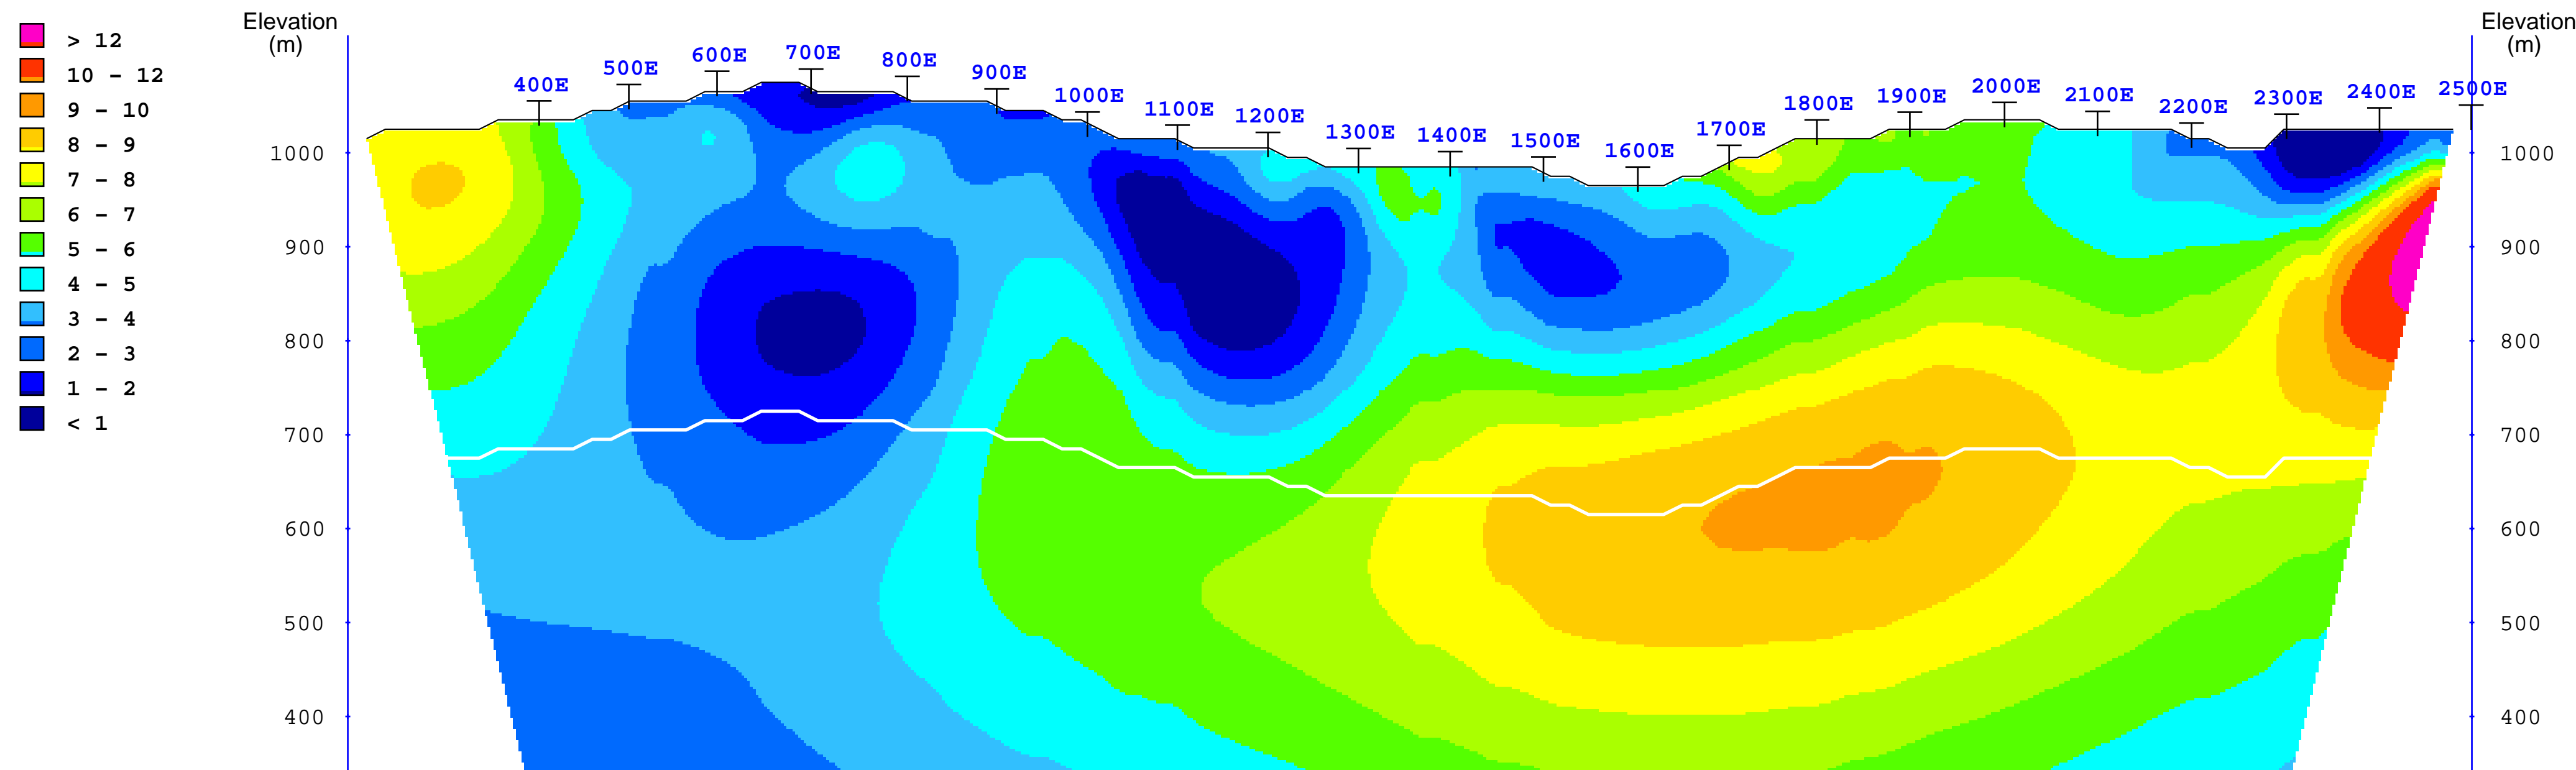 > 12
10 - 12
9 - 10
8 - 9
7 - 8
6 - 7
5 - 6
4 - 5
3 - 4
2 - 3
1 - 2
< 1
Elevation
(m)
1000
900
800
700
600
500
400
400E
500E
600E
700E
800E
900E
1000E
1100E
1200E
1300E
1400E
1500E
1600E
1700E
1800E
1900E
2000E
2100E
2200E
2300E
2400E
2500E
Elevation
(m)
1000
900
800
700
600
500
400